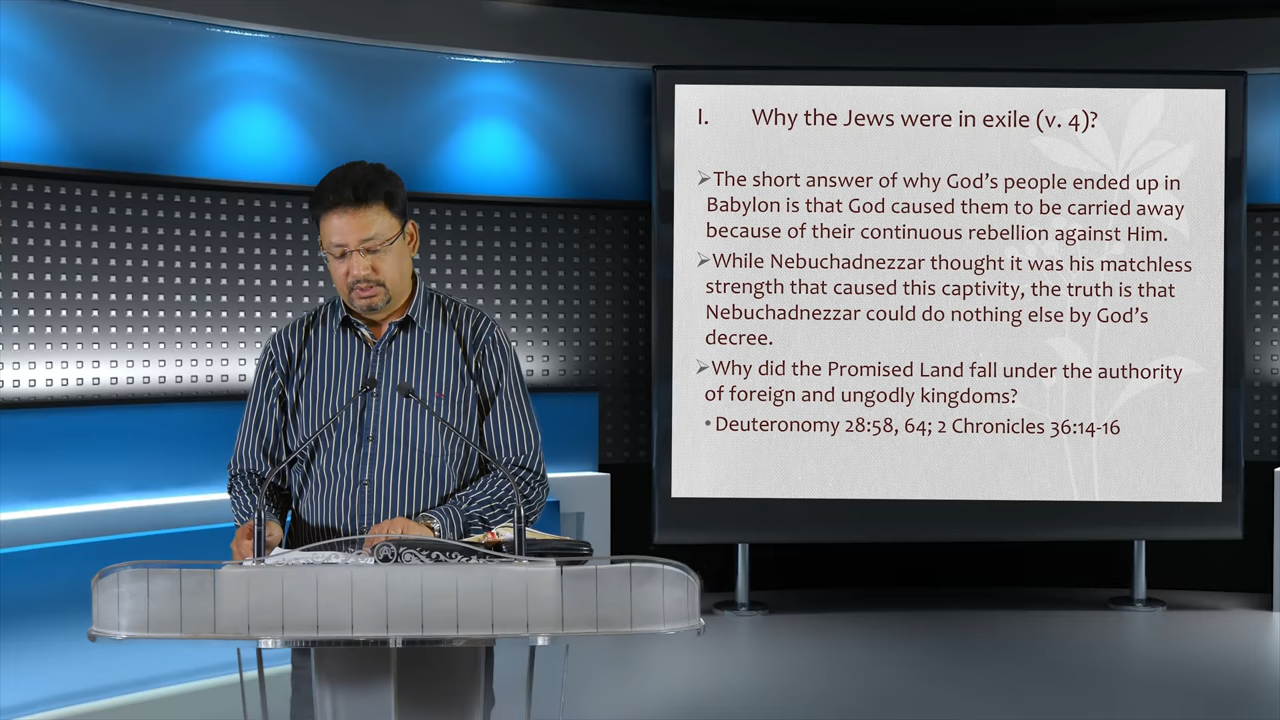 I. Why the Jews were in exile (v. 4)?
➢The short answer of why God's people ended up in
Babylon is that God caused them to be carried away
because of their continuous rebellion against Him.
➢While Nebuchadnezzar thought it was his matchless
strength that caused this captivity, the truth is that
Nebuchadnezzar could do nothing else by God's
decree.
➢Why did the Promised Land fall under the authority
of foreign and ungodly kingdoms?
• Deuteronomy 28:58, 64; 2 Chronicles 36:14-16